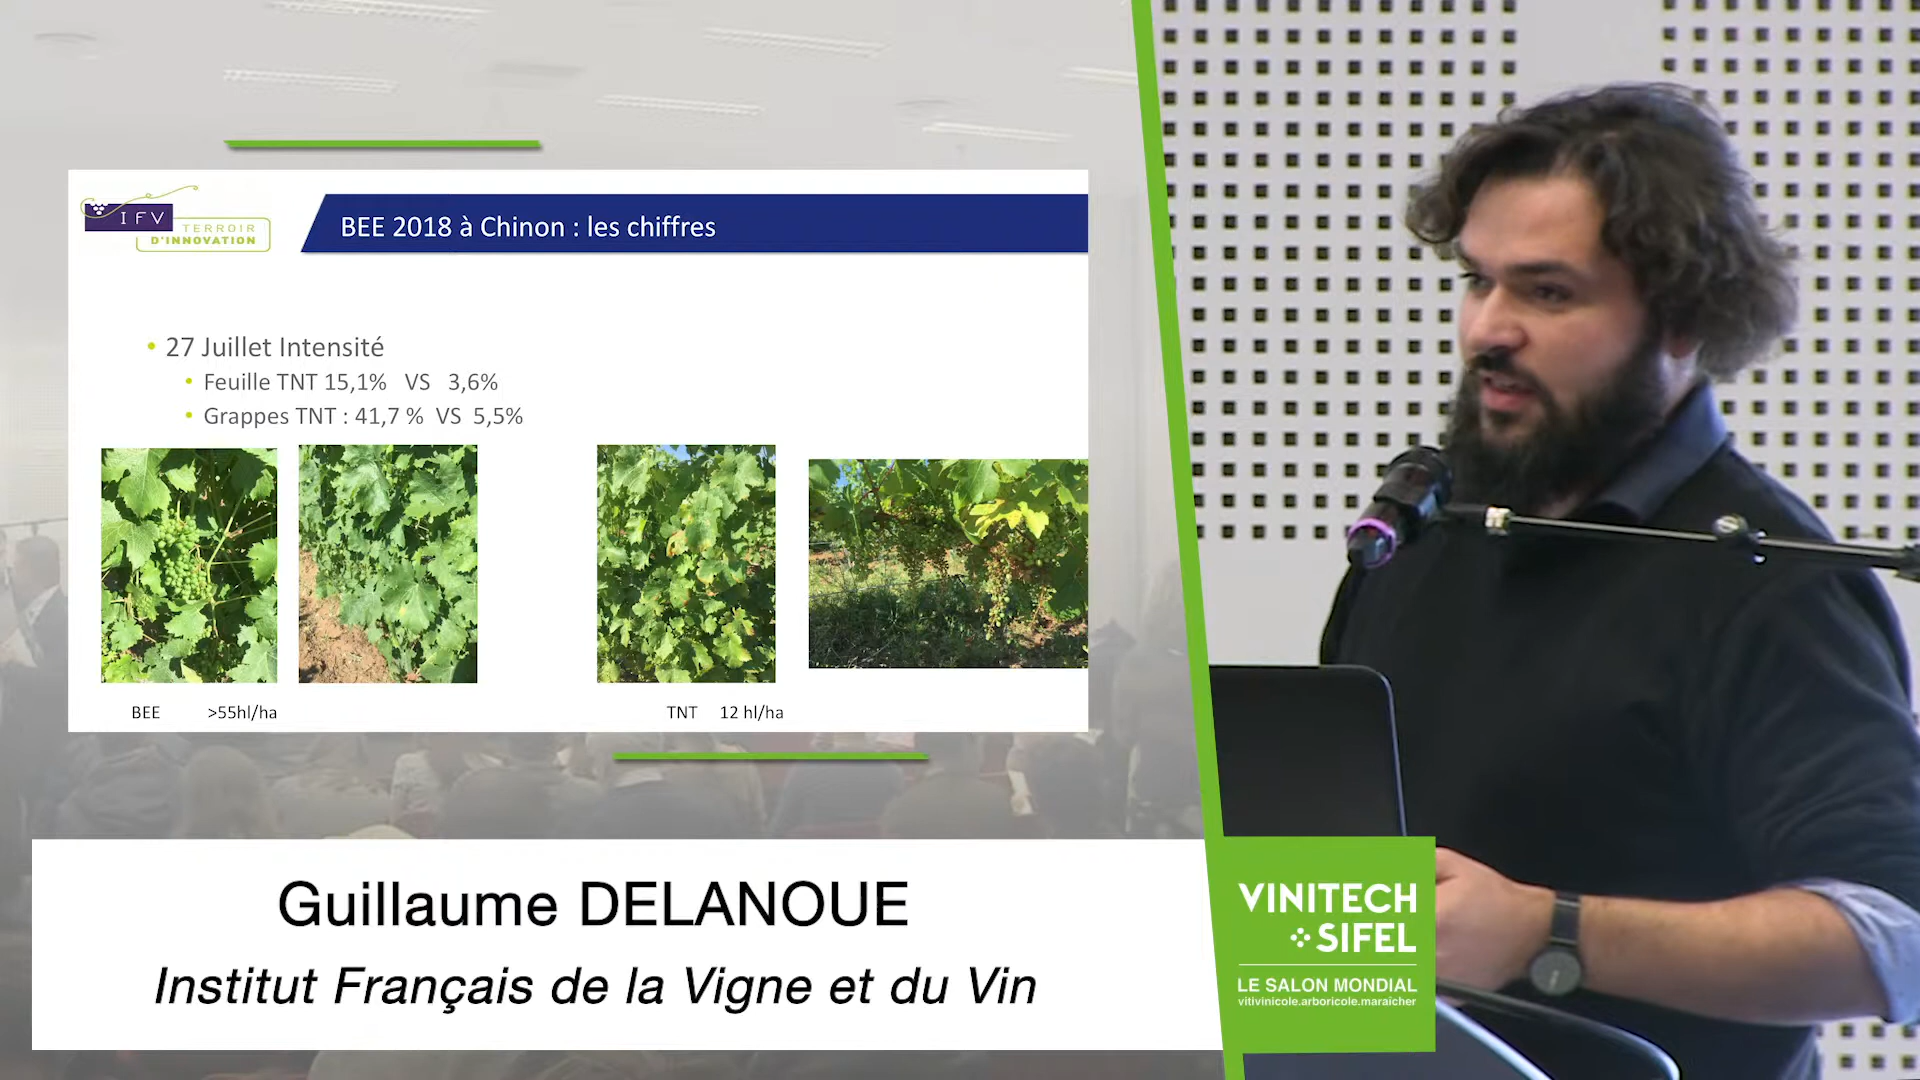 IFV
TERROIR
D'INNOVATION
BEE 2018 à Chinon : les chiffres
• 27 Juillet Intensité
• Feuille TNT 15,1% VS 3,6%
• Grappes TNT : 41,7 % VS 5,5%
BEE >55hl/ha
TNT 12 hl/ha
Guillaume DELANOUE
Institut Français de la Vigne et du Vin
VINITECH
SIFEL
LE SALON MONDIAL
vitivinicole.arboricole.maraîcher